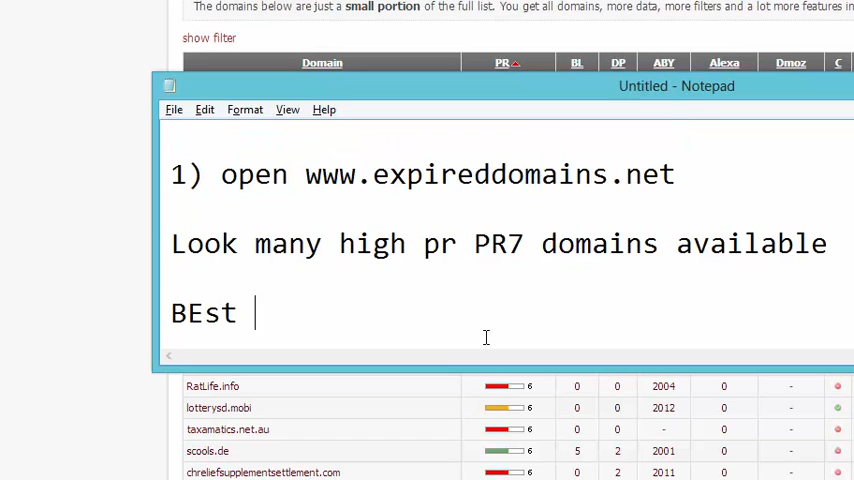 The domains below are just a small portion of the full list. You get all domains, more data, more filters and a lot more features in
show filter
Domain PR BL DP ABY Alexa Dmoz C
Untitled - Notepad
File Edit Format View Help
1) open www.expireddomains.net
Look many high pr PR7 domains available
BEst
RatLife.info 6 0 0 2004 0 -
lotterysd.mobi 6 0 0 2012 0 -
taxamatics.net.au 6 0 0 - 0 -
scools.de 6 5 2 2001 0 -
chreliefsupplementsettlement.com 6 0 2 2011 0 -